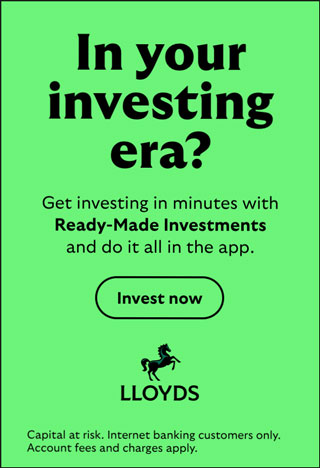 In your
investing
era?
Get investing in minutes with
Ready-Made Investments
and do it all in the app.
Invest now
LLOYDS
Capital at risk. Internet banking customers only.
Account fees and charges apply.